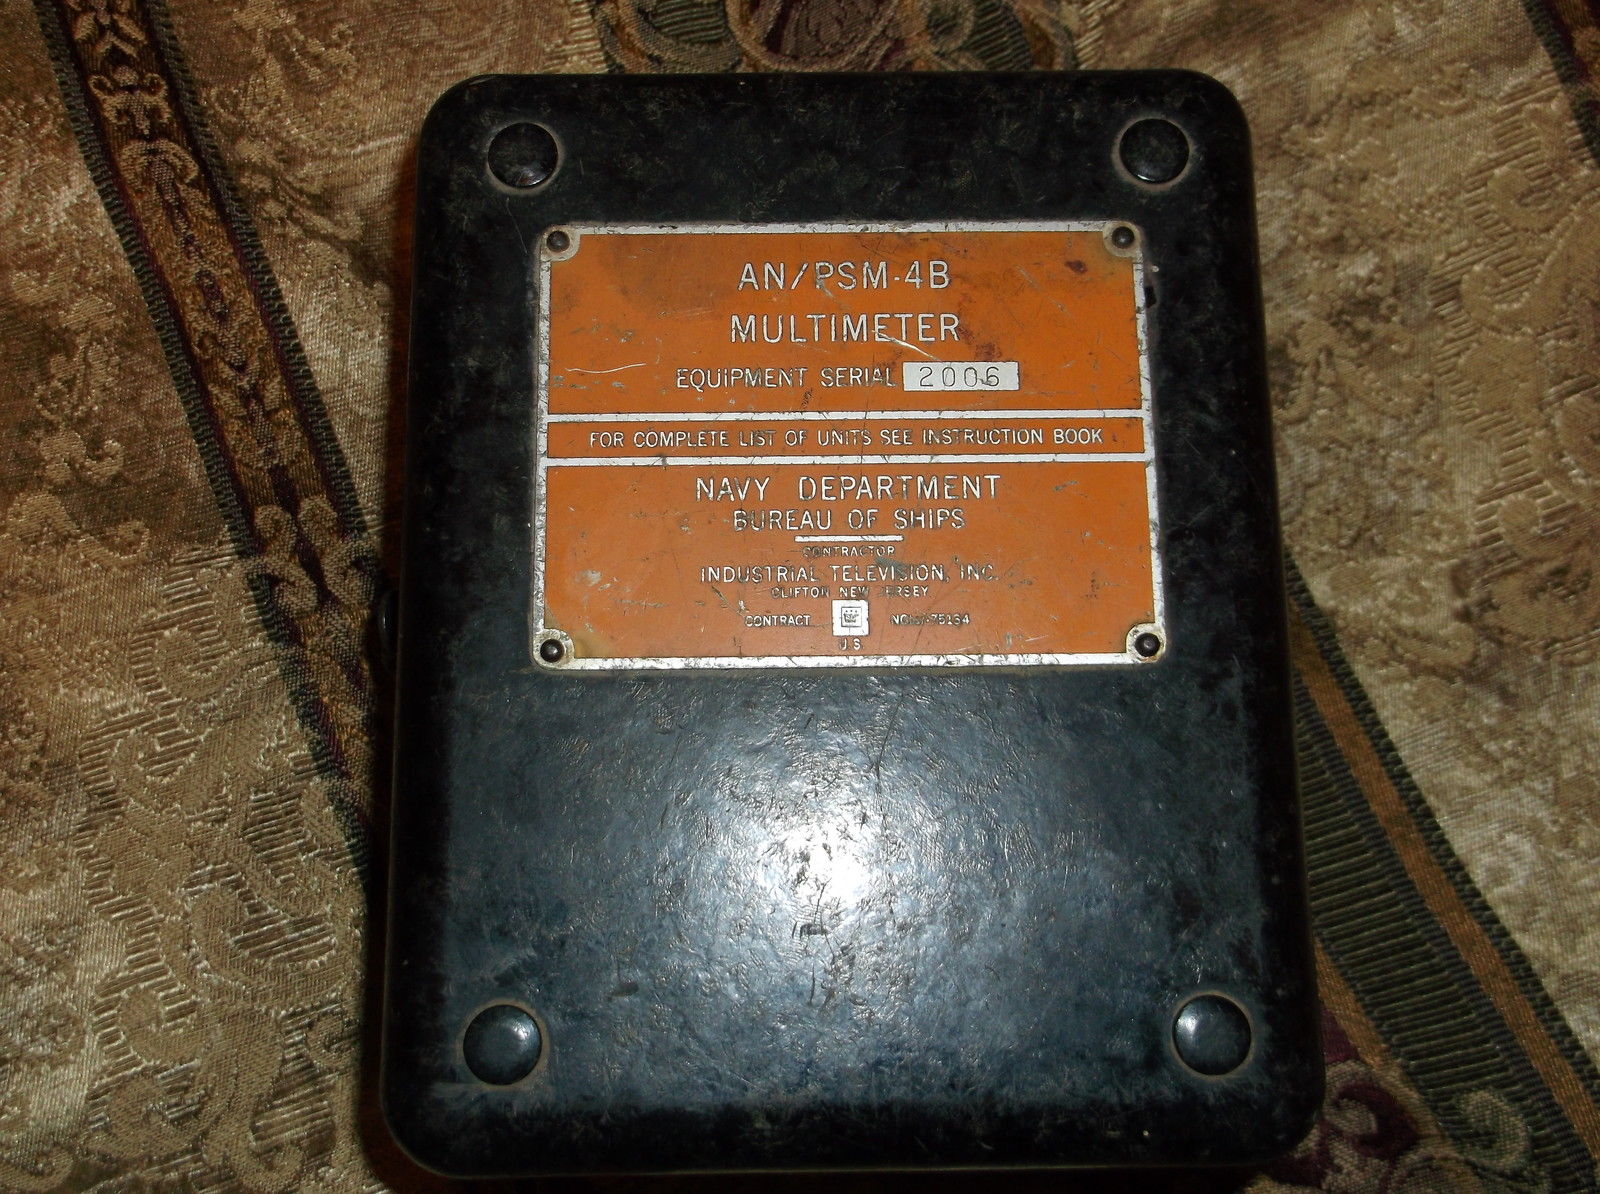 AN/PSM-4B
MULTIMETER
EQUIPMENT SERIAL 2006
FOR COMPLETE LIST OF UNITS SEE INSTRUCTION BOOK
NAVY DEPARTMENT
BUREAU OF SHIPS
CONTRACTOR
INDUSTRIAL TELEVISION, INC.
CLIFTON NEW JERSEY
CONTRACT
U.S.